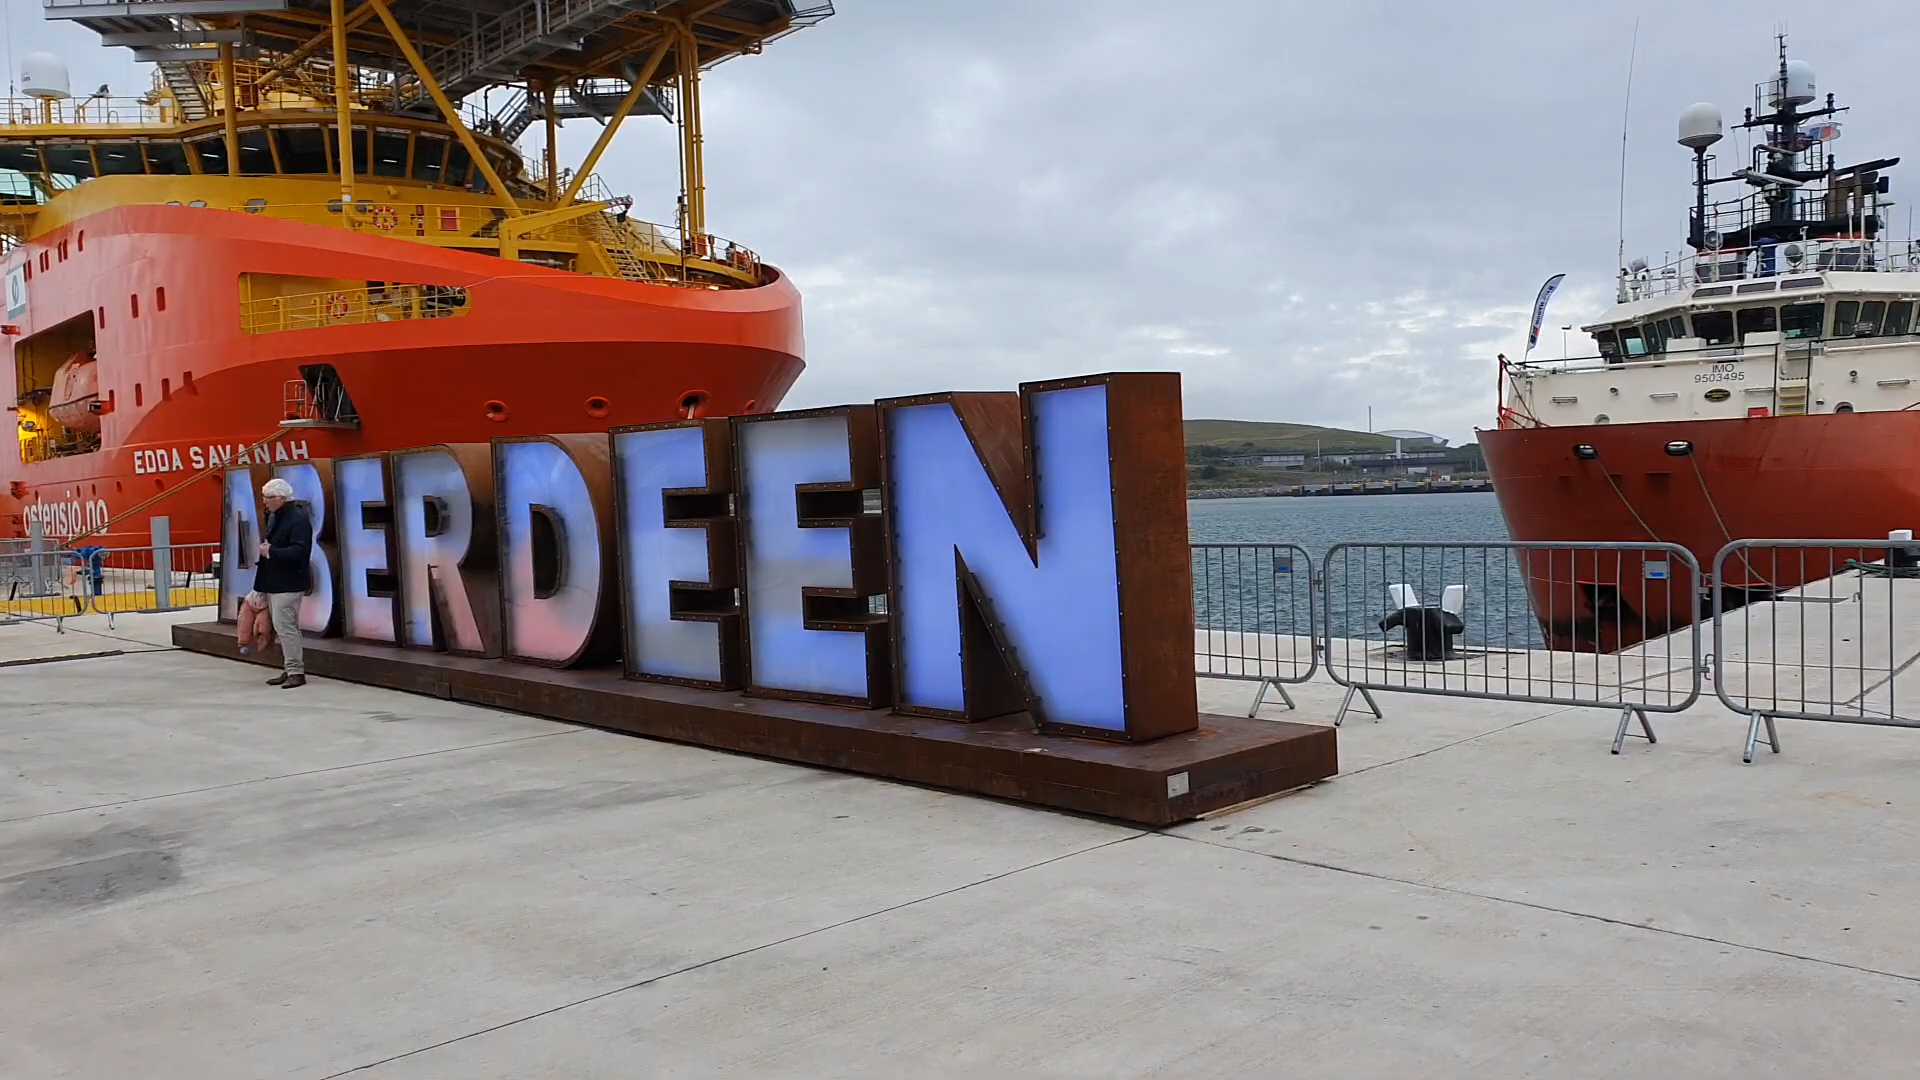 EDDA SAVANAH
ostensjo.no
ABERDEEN
IMO
9503495